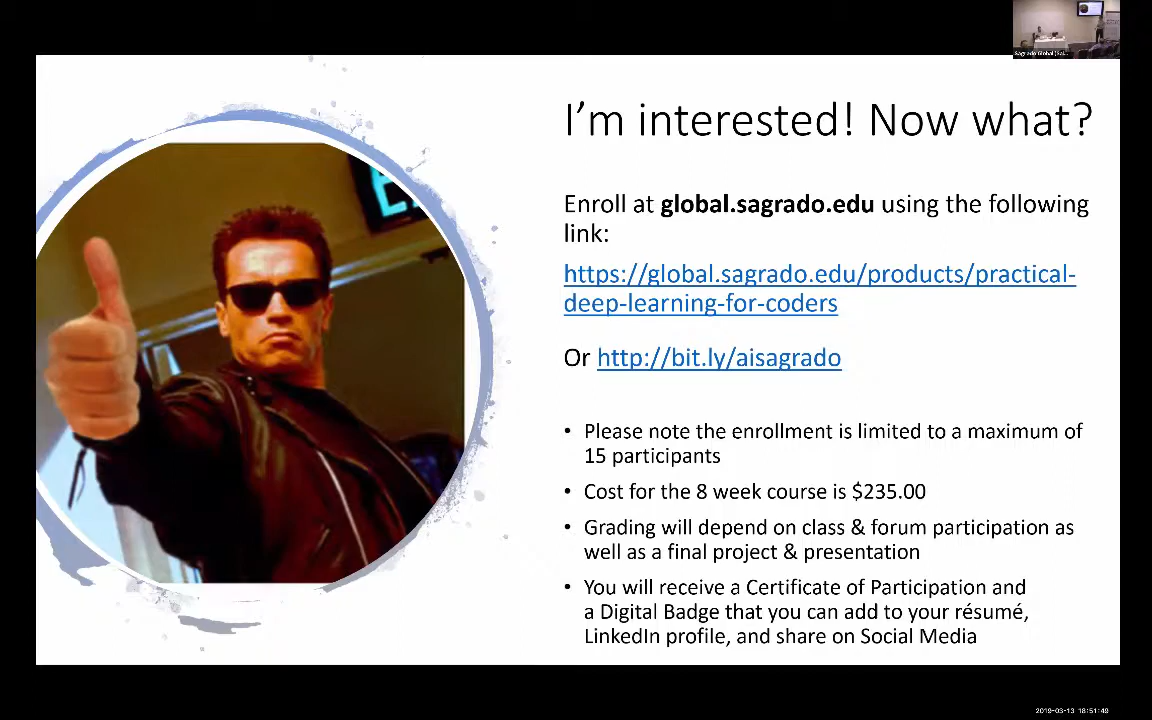 Sagrado Global (Sa
I’m interested! Now what?
Enroll at global.sagrado.edu using the following
link:
https://global.sagrado.edu/products/practical-
deep-learning-for-coders
Or http://bit.ly/aisagrado
• Please note the enrollment is limited to a maximum of
15 participants
• Cost for the 8 week course is $235.00
• Grading will depend on class & forum participation as
well as a final project & presentation
• You will receive a Certificate of Participation and
a Digital Badge that you can add to your résumé,
LinkedIn profile, and share on Social Media
2019-03-13 18:51:49